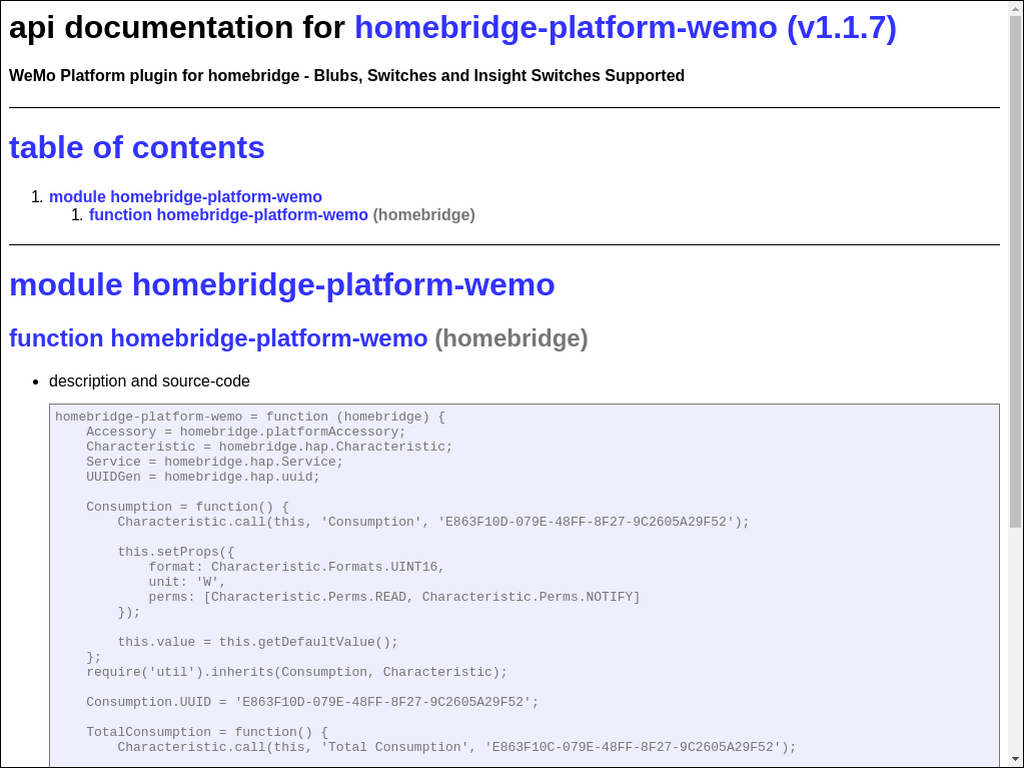 api documentation for homebridge-platform-wemo (v1.1.7)
WeMo Platform plugin for homebridge - Blubs, Switches and Insight Switches Supported
table of contents
1. module homebridge-platform-wemo
1. function homebridge-platform-wemo (homebridge)
module homebridge-platform-wemo
function homebridge-platform-wemo (homebridge)
• description and source-code
homebridge-platform-wemo = function (homebridge) {
    Accessory = homebridge.platformAccessory;
    Characteristic = homebridge.hap.Characteristic;
    Service = homebridge.hap.Service;
    UUIDGen = homebridge.hap.uuid;
    Consumption = function() {
        Characteristic.call(this, 'Consumption', 'E863F10D-079E-48FF-8F27-9C2605A29F52');
        this.setProps({
            format: Characteristic.Formats.UINT16,
            unit: 'W',
            perms: [Characteristic.Perms.READ, Characteristic.Perms.NOTIFY]
        });
        this.value = this.getDefaultValue();
    };
    require('util').inherits(Consumption, Characteristic);
    Consumption.UUID = 'E863F10D-079E-48FF-8F27-9C2605A29F52';
    TotalConsumption = function() {
        Characteristic.call(this, 'Total Consumption', 'E863F10C-079E-48FF-8F27-9C2605A29F52');